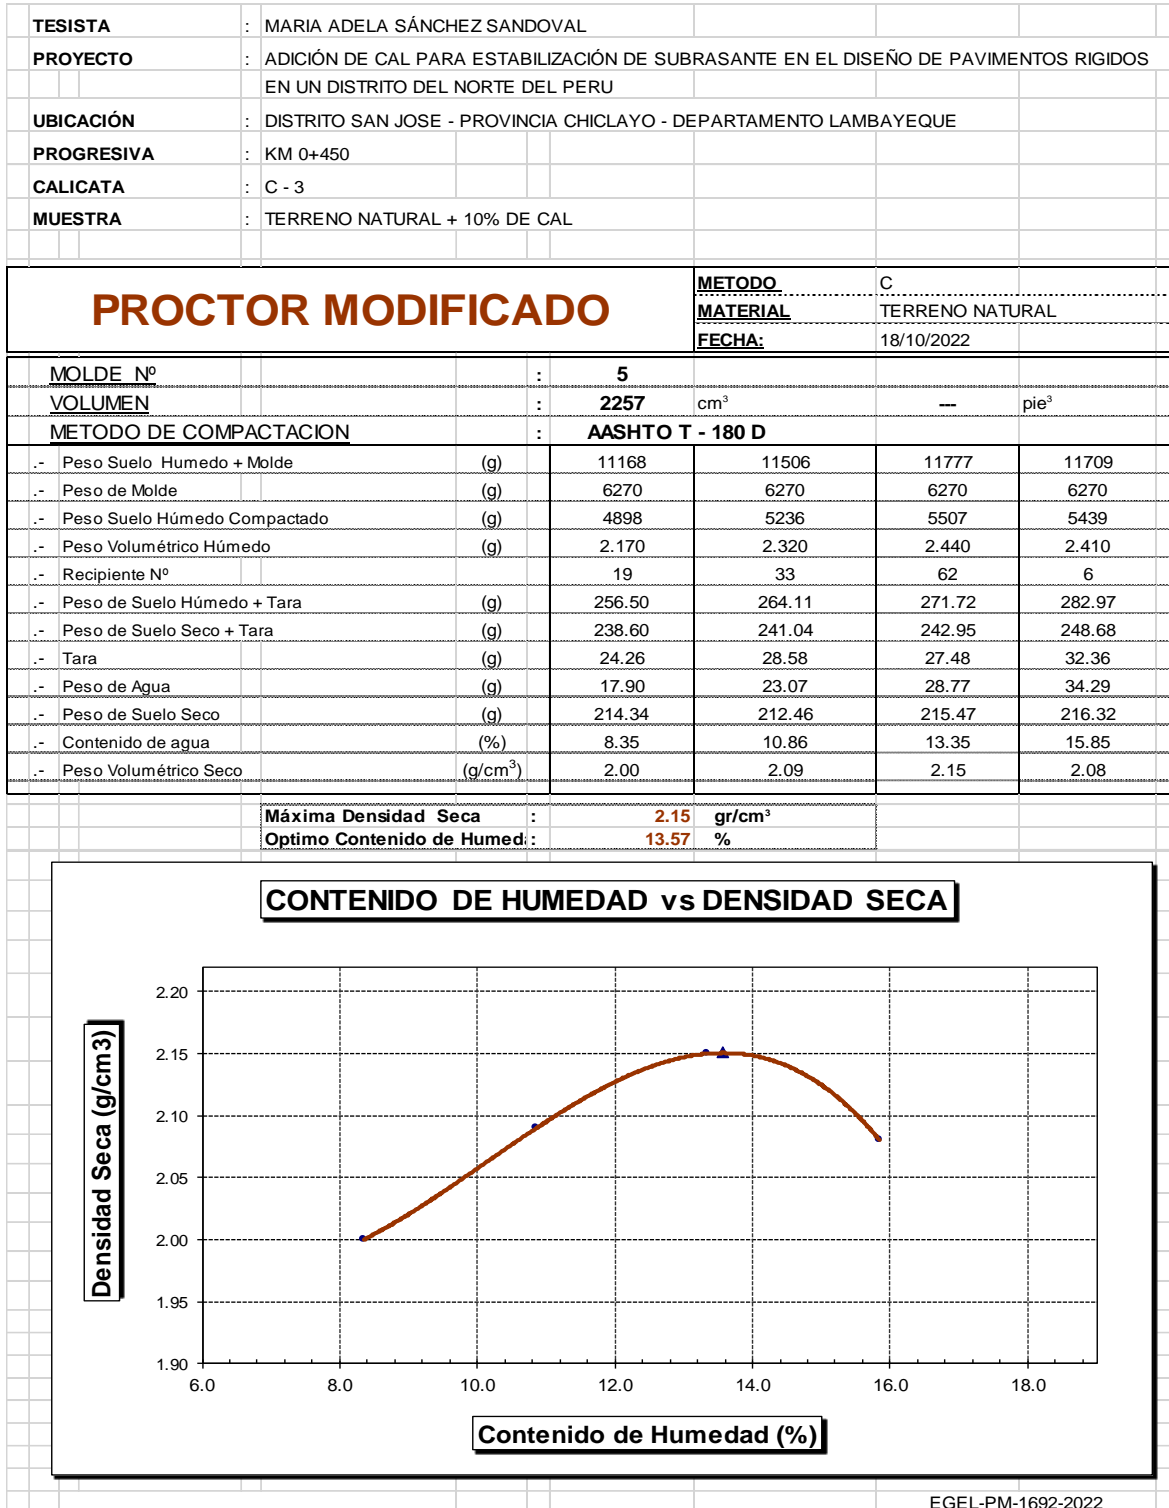 TESISTA : MARIA ADELA SÁNCHEZ SANDOVAL
PROYECTO : ADICIÓN DE CAL PARA ESTABILIZACIÓN DE SUBRASANTE EN EL DISEÑO DE PAVIMENTOS RIGIDOS
EN UN DISTRITO DEL NORTE DEL PERU
UBICACIÓN : DISTRITO SAN JOSE - PROVINCIA CHICLAYO - DEPARTAMENTO LAMBAYEQUE
PROGRESIVA : KM 0+450
CALICATA : C - 3
MUESTRA : TERRENO NATURAL + 10% DE CAL
PROCTOR MODIFICADO
METODO C
MATERIAL TERRENO NATURAL
FECHA: 18/10/2022
MOLDE Nº : 5
VOLUMEN : 2257 cm³ --- pie³
METODO DE COMPACTACION : AASHTO T - 180 D
.- Peso Suelo Humedo + Molde (g) 11168 11506 11777 11709
.- Peso de Molde (g) 6270 6270 6270 6270
.- Peso Suelo Húmedo Compactado (g) 4898 5236 5507 5439
.- Peso Volumétrico Húmedo (g) 2.170 2.320 2.440 2.410
.- Recipiente Nº 19 33 62 6
.- Peso de Suelo Húmedo + Tara (g) 256.50 264.11 271.72 282.97
.- Peso de Suelo Seco + Tara (g) 238.60 241.04 242.95 248.68
.- Tara (g) 24.26 28.58 27.48 32.36
.- Peso de Agua (g) 17.90 23.07 28.77 34.29
.- Peso de Suelo Seco (g) 214.34 212.46 215.47 216.32
.- Contenido de agua (%) 8.35 10.86 13.35 15.85
.- Peso Volumétrico Seco (g/cm³) 2.00 2.09 2.15 2.08
Máxima Densidad Seca : 2.15 gr/cm³
Optimo Contenido de Humed : 13.57 %
CONTENIDO DE HUMEDAD vs DENSIDAD SECA
Densidad Seca (g/cm3)
2.20
2.15
2.10
2.05
2.00
1.95
1.90
6.0 8.0 10.0 12.0 14.0 16.0 18.0
Contenido de Humedad (%)
EGEL-PM-1692-2022